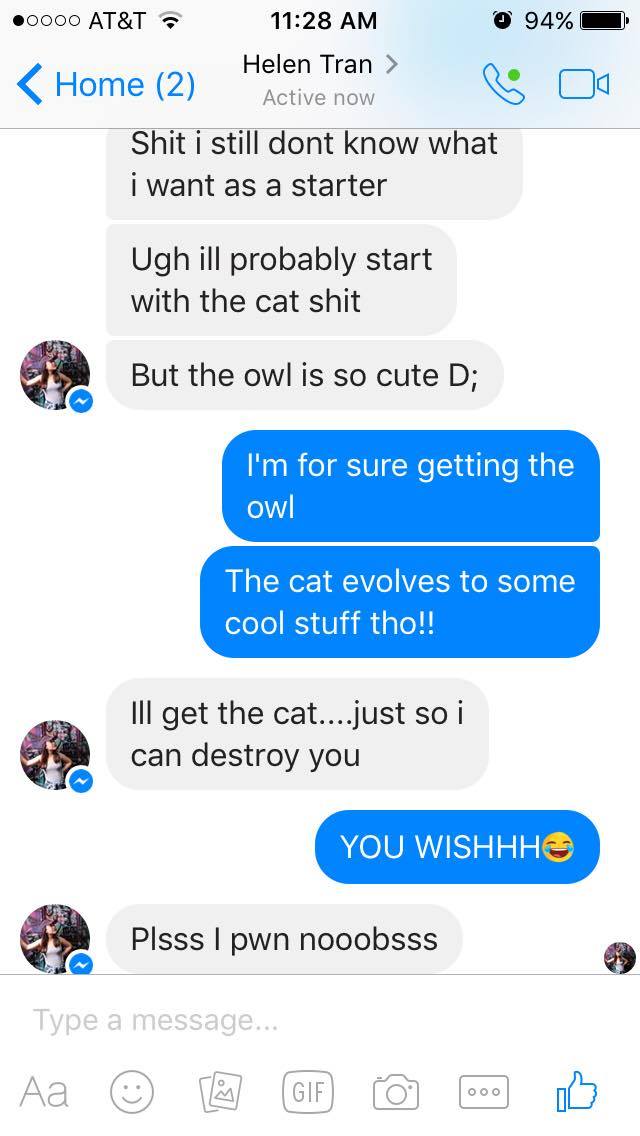 AT&T 11:28 AM 94%
Home (2) Helen Tran
Active now
Shit i still dont know what
i want as a starter
Ugh ill probably start
with the cat shit
But the owl is so cute D;
I'm for sure getting the
owl
The cat evolves to some
cool stuff tho!!
Ill get the cat....just so i
can destroy you
YOU WISHHH😂
Plsss I pwn nooobsss
Type a message...
Aa GIF